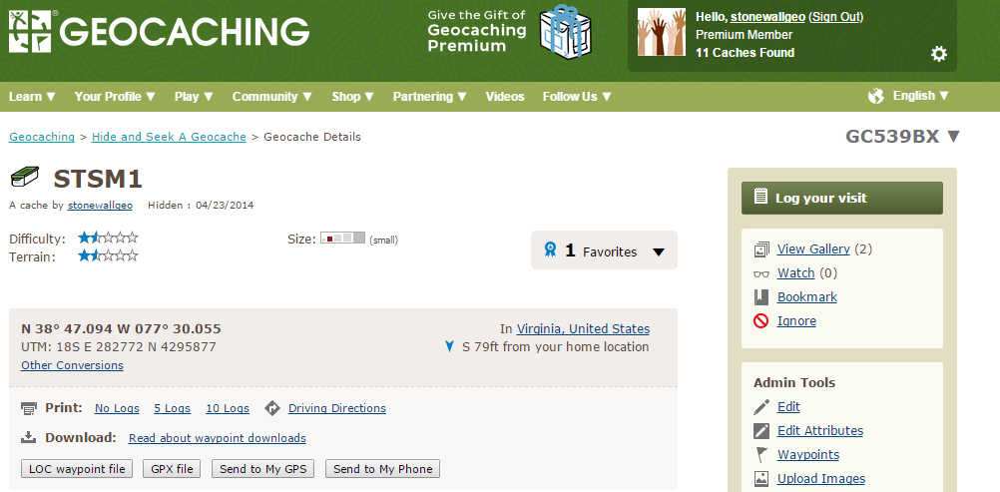 GEOCACHING
Give the Gift of
Geocaching
Premium
Hello, stonewallgeo (Sign Out)
Premium Member
11 Caches Found
Learn ▼ Your Profile ▼ Play ▼ Community ▼ Shop ▼ Partnering ▼ Videos Follow Us ▼ English ▼
Geocaching > Hide and Seek A Geocache > Geocache Details
GC539BX ▼
STSM1
A cache by stonewallgeo Hidden : 04/23/2014
Difficulty:
Size: (small)
Terrain:
1 Favorites ▼
N 38° 47.094 W 077° 30.055
UTM: 18S E 282772 N 4295877
Other Conversions
In Virginia, United States
S 79ft from your home location
Print: No Logs 5 Logs 10 Logs Driving Directions
Download: Read about waypoint downloads
LOC waypoint file GPX file Send to My GPS Send to My Phone
Log your visit
View Gallery (2)
Watch (0)
Bookmark
Ignore
Admin Tools
Edit
Edit Attributes
Waypoints
Upload Images